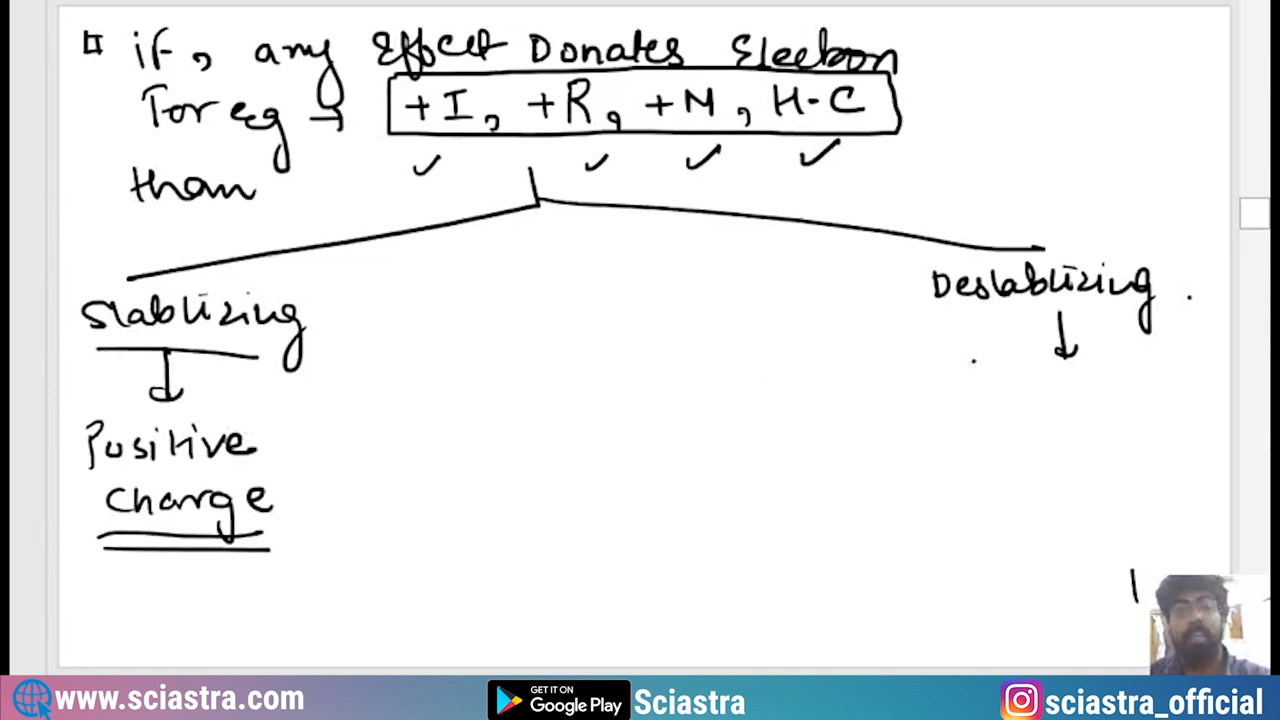 if, any Effect Donates Electron
For eg → +I, +R, +M, H·C
than
Stablizing
Destablizing
Positive
Charge
www.sciastra.com
GET IT ON
Google Play
Sciastra
sciastra_official